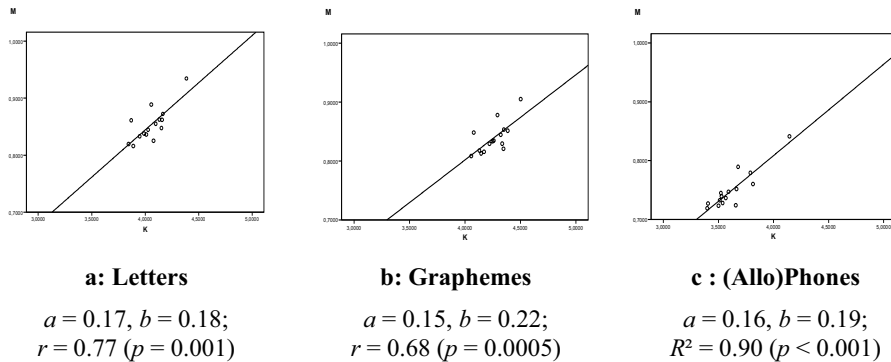 M
1,0000
0,9000
0,8000
0,7000
3,0000 3,5000 4,0000 4,5000 5,0000
K
M
1,0000
0,9000
0,8000
0,7000
3,0000 3,5000 4,0000 4,5000 5,0000
K
M
1,0000
0,9000
0,8000
0,7000
3,0000 3,5000 4,0000 4,5000 5,0000
K
a: Letters
a = 0.17, b = 0.18;
r = 0.77 (p = 0.001)
b: Graphemes
a = 0.15, b = 0.22;
r = 0.68 (p = 0.0005)
c : (Allo)Phones
a = 0.16, b = 0.19;
R² = 0.90 (p < 0.001)